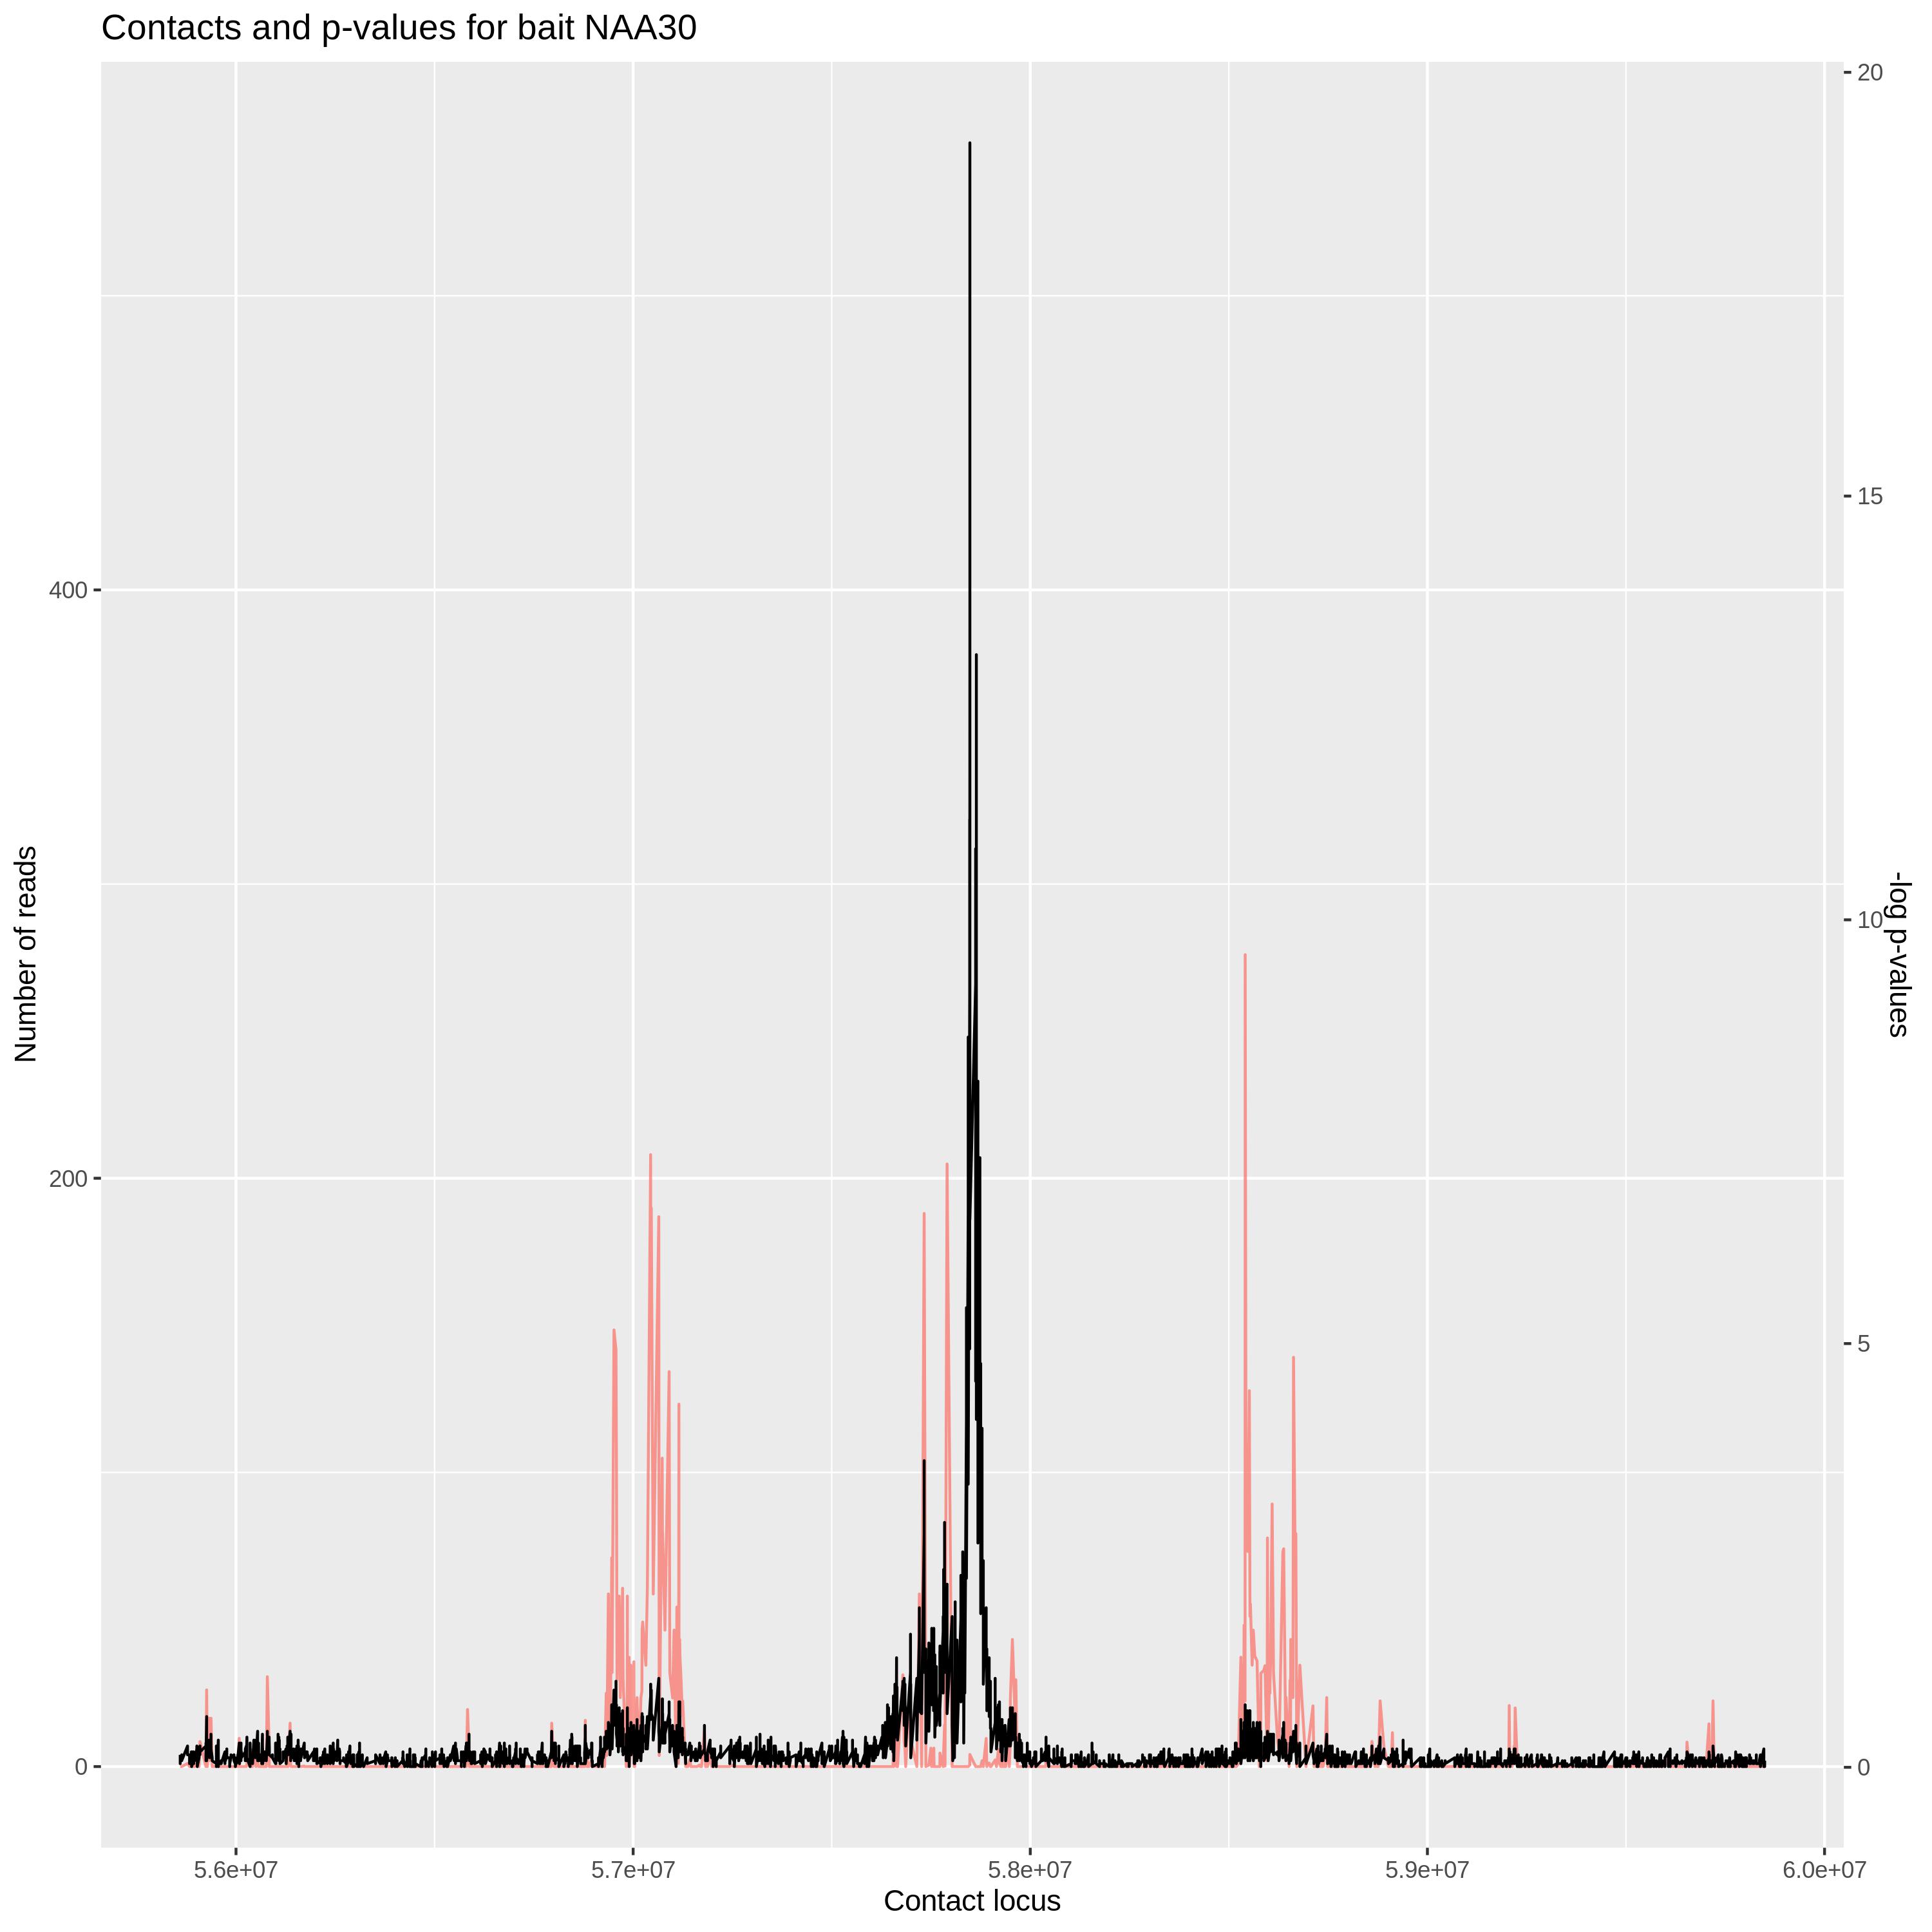 Contacts and p-values for bait NAA30
20
15
400
Number of reads
-log p-values
10
200
5
0
0
5.6e+07
5.7e+07
5.8e+07
5.9e+07
6.0e+07
Contact locus